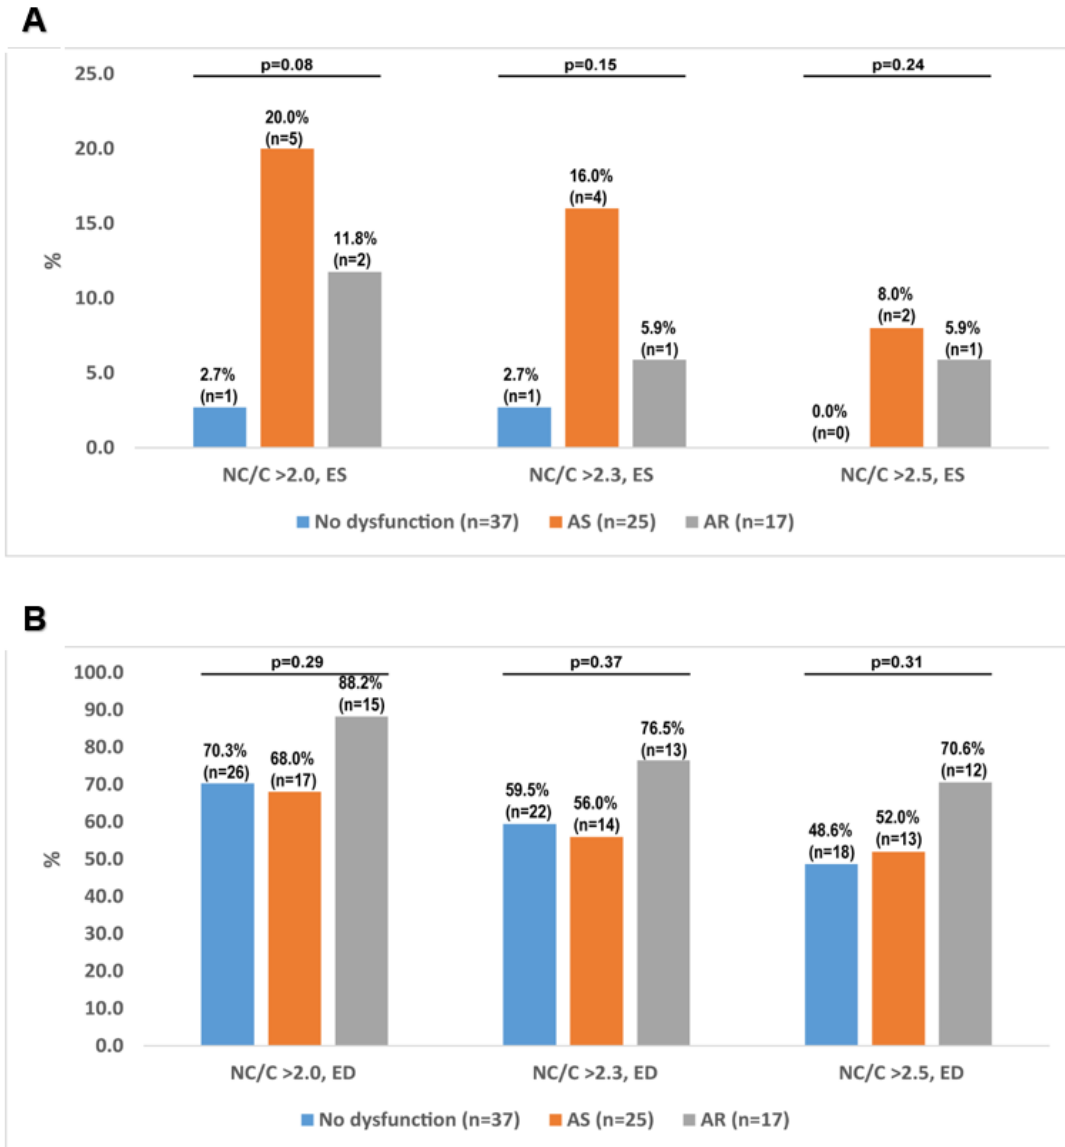 A
p=0.08 p=0.15 p=0.24
25.0
20.0
15.0
10.0
5.0
0.0
%
2.7%
(n=1)
20.0%
(n=5)
11.8%
(n=2)
2.7%
(n=1)
16.0%
(n=4)
5.9%
(n=1)
0.0%
(n=0)
8.0%
(n=2)
5.9%
(n=1)
NC/C >2.0, ES NC/C >2.3, ES NC/C >2.5, ES
No dysfunction (n=37) AS (n=25) AR (n=17)
B
p=0.29 p=0.37 p=0.31
100.0
90.0
80.0
70.0
60.0
50.0
40.0
30.0
20.0
10.0
0.0
%
70.3%
(n=26)
68.0%
(n=17)
88.2%
(n=15)
59.5%
(n=22)
56.0%
(n=14)
76.5%
(n=13)
48.6%
(n=18)
52.0%
(n=13)
70.6%
(n=12)
NC/C >2.0, ED NC/C >2.3, ED NC/C >2.5, ED
No dysfunction (n=37) AS (n=25) AR (n=17)